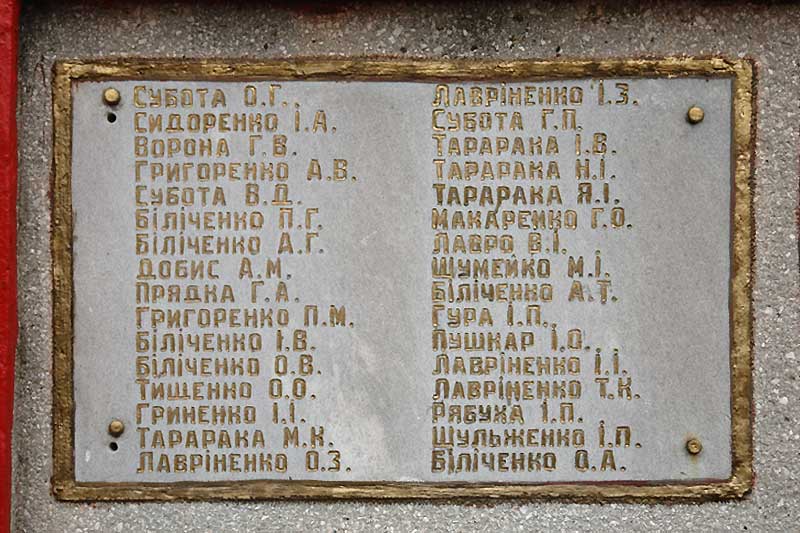 СУБОТА О.Г.
СИДОРЕНКО І.А.
ВОРОНА Г.В.
ГРИГОРЕНКО А.В.
СУБОТА В.Д.
БІЛІЧЕНКО П.Г.
БІЛІЧЕНКО А.Г.
ДОБИС А.М.
ПРЯДКА Г.А.
ГРИГОРЕНКО П.М.
БІЛІЧЕНКО І.В.
БІЛІЧЕНКО О.В.
ТИЩЕНКО О.О.
ГРИНЕНКО І.І.
ТАРАРАКА М.К.
ЛАВРІНЕНКО О.З.
ЛАВРІНЕНКО І.З.
СУБОТА Г.П.
ТАРАРАКА І.В.
ТАРАРАКА Н.І.
ТАРАРАКА Я.І.
МАКАРЕНКО Г.О.
ЛАВРО В.І.
ШУМЕЙКО М.І.
БІЛІЧЕНКО А.Т.
ГУРА І.П.
ПУШКАР І.О.
ЛАВРІНЕНКО І.І.
ЛАВРІНЕНКО Т.К.
РЯБУХА І.П.
ШУЛЬЖЕНКО І.П.
БІЛІЧЕНКО О.А.